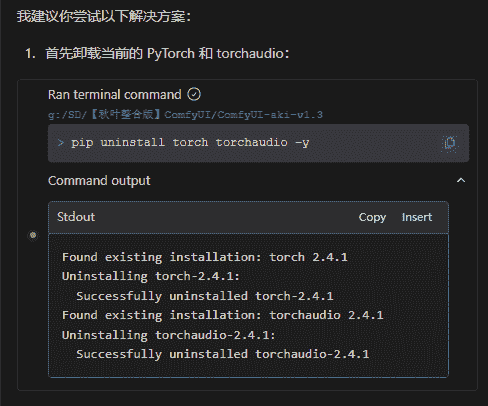 我建议你尝试以下解决方案：
1. 首先卸载当前的 PyTorch 和 torchaudio：
Ran terminal command
g:/SD/【秋叶整合版】ComfyUI/ComfyUI-aki-v1.3
> pip uninstall torch torchaudio -y
Command output
Stdout Copy Insert
Found existing installation: torch 2.4.1
Uninstalling torch-2.4.1:
Successfully uninstalled torch-2.4.1
Found existing installation: torchaudio 2.4.1
Uninstalling torchaudio-2.4.1:
Successfully uninstalled torchaudio-2.4.1